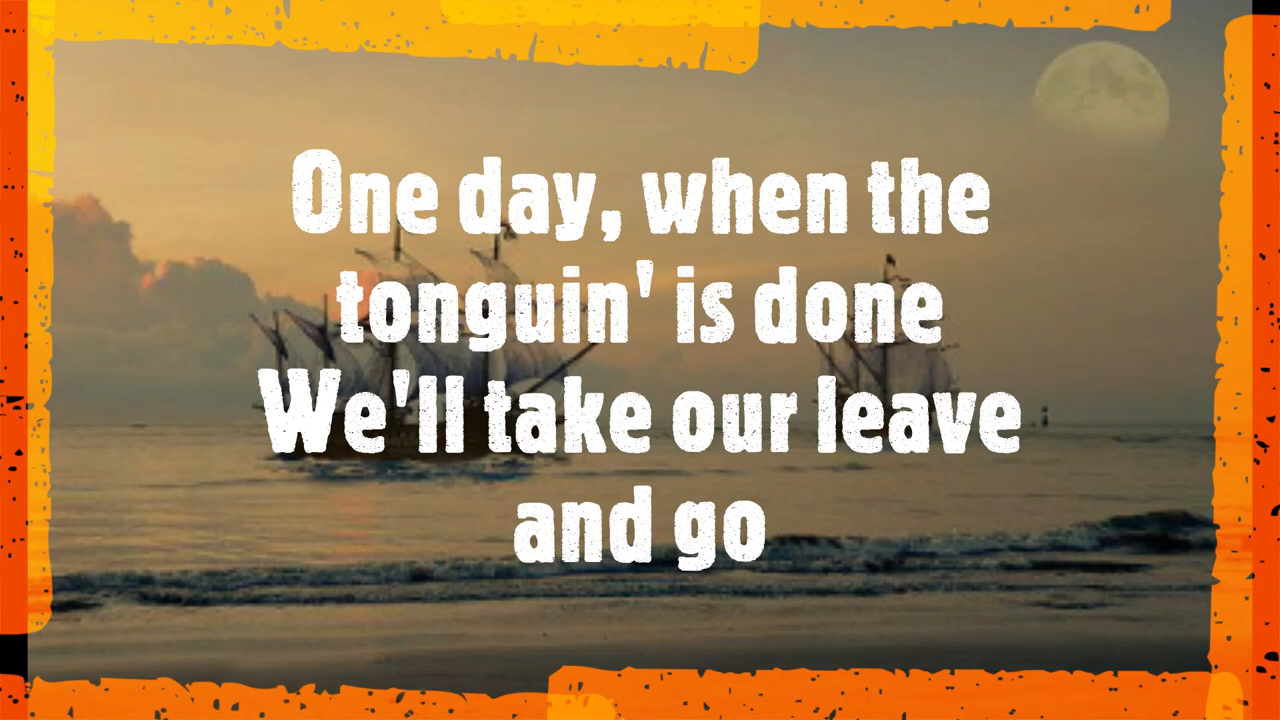 One day, when the
tonguin' is done
We'll take our leave
and go